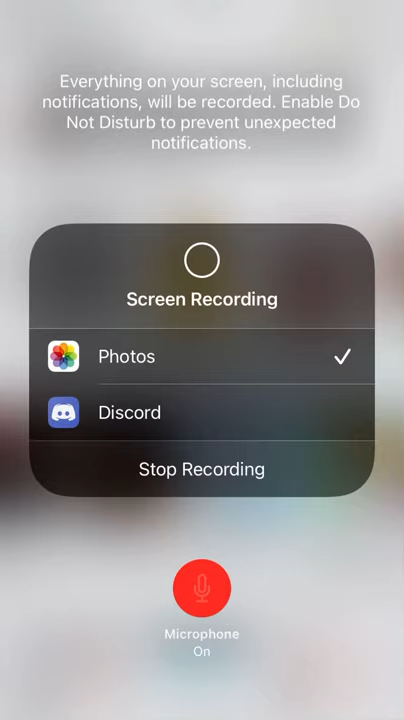 Everything on your screen, including
notifications, will be recorded. Enable Do
Not Disturb to prevent unexpected
notifications.
Screen Recording
Photos
Discord
Stop Recording
Microphone
On